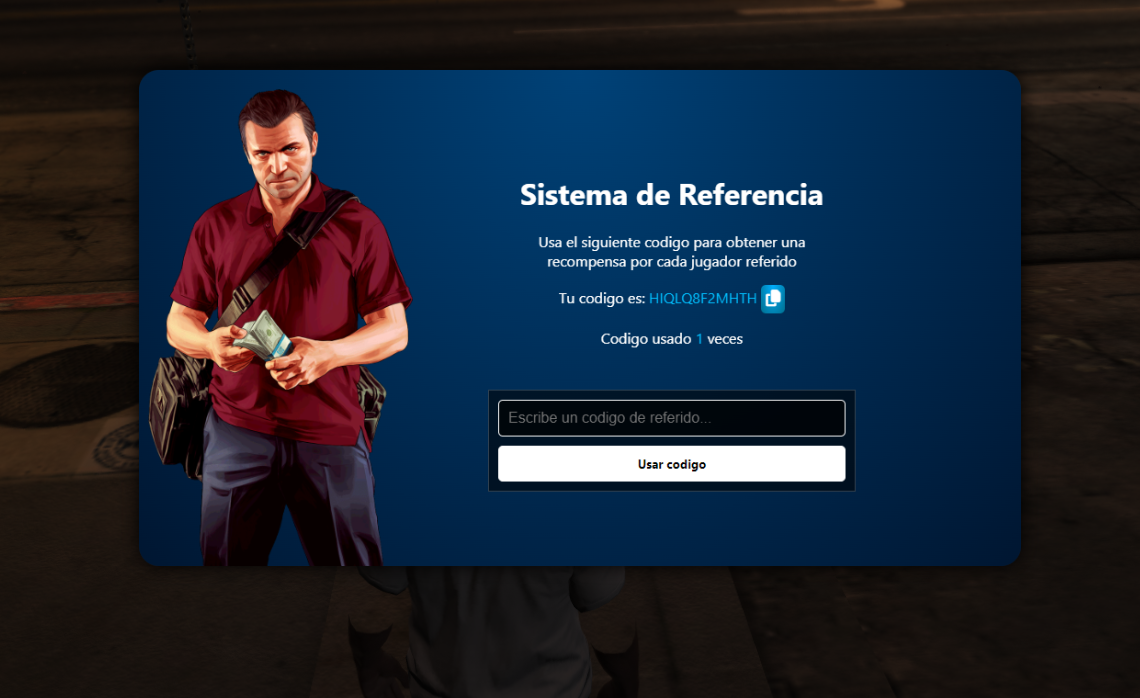 Sistema de Referencia
Usa el siguiente codigo para obtener una
recompensa por cada jugador referido
Tu codigo es: HIQLQ8F2MHTH
Codigo usado 1 veces
Escribe un codigo de referido...
Usar codigo